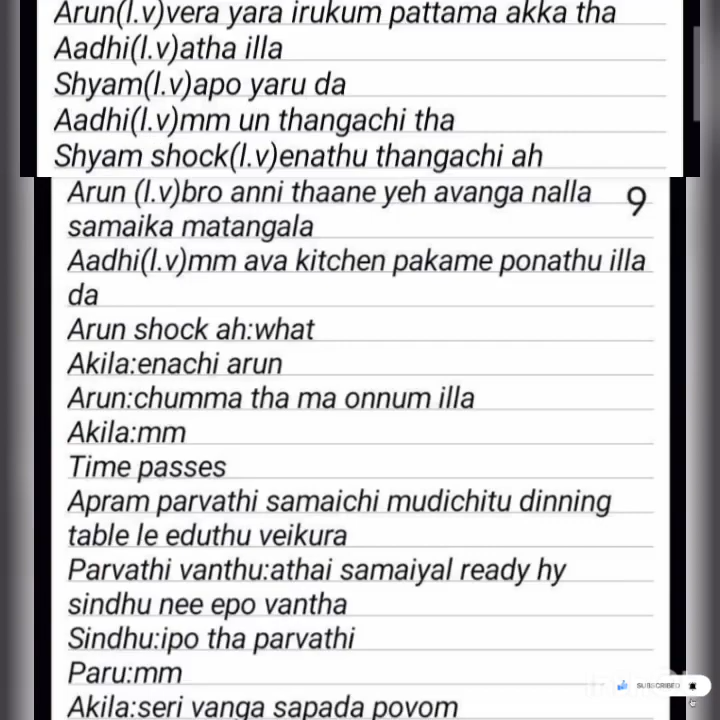 Arun(l.v)vera yara irukum pattama akka tha
Aadhi(l.v)atha illa
Shyam(l.v)apo yaru da
Aadhi(l.v)mm un thangachi tha
Shyam shock(l.v)enathu thangachi ah
Arun (l.v)bro anni thaane yeh avanga nalla 9
samaika matangala
Aadhi(l.v)mm ava kitchen pakame ponathu illa
da
Arun shock ah:what
Akila:enachi arun
Arun:chumma tha ma onnum illa
Akila:mm
Time passes
Apram parvathi samaichi mudichitu dinning
table le eduthu veikura
Parvathi vanthu:athai samaiyal ready hy
sindhu nee epo vantha
Sindhu:ipo tha parvathi
Paru:mm
SUBSCRIBED
Akila:seri vanga sapada povom